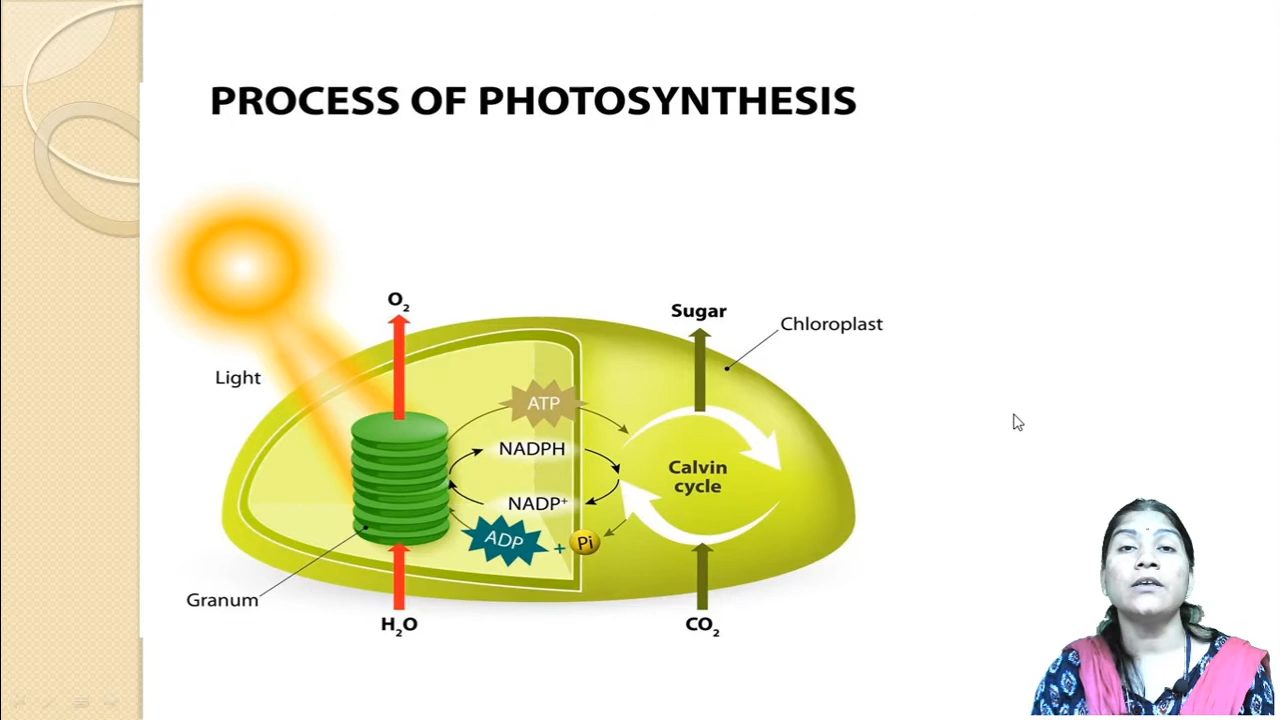 PROCESS OF PHOTOSYNTHESIS
O₂
Sugar
Chloroplast
Light
ATP
NADPH
Calvin
cycle
NADP⁺
ADP + Pi
Granum
H₂O
CO₂